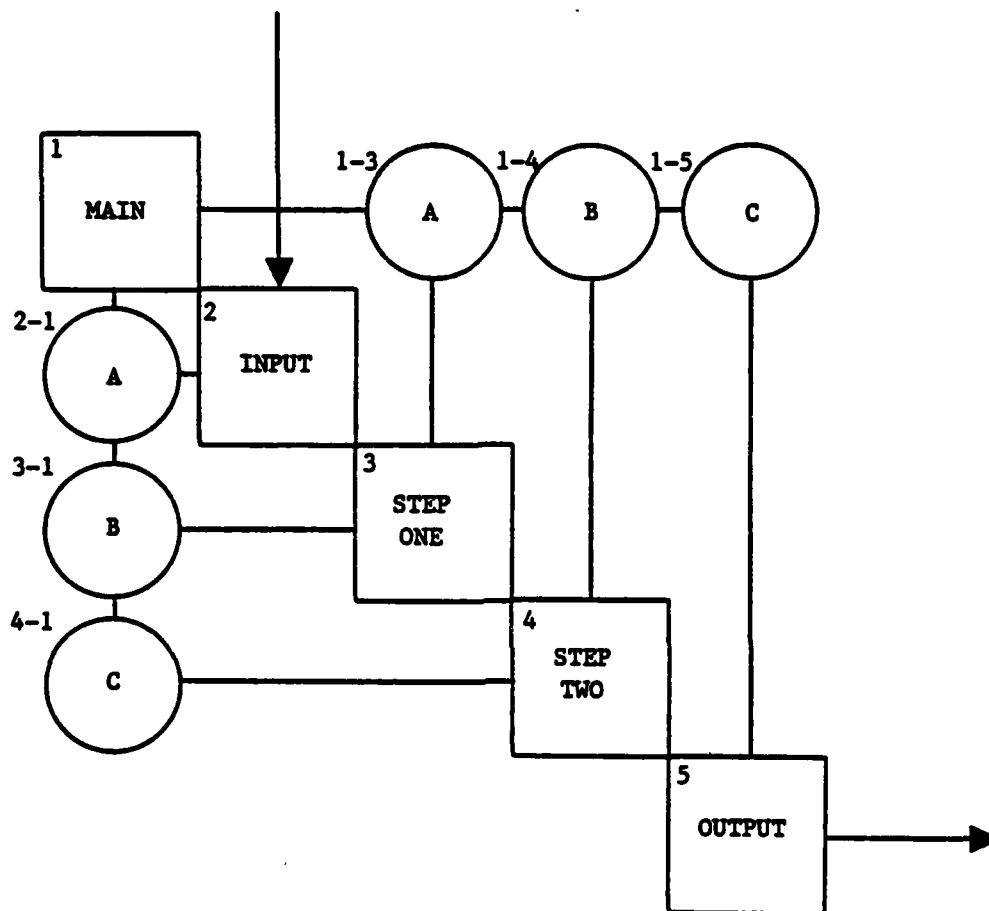 1
MAIN
1-3
A
1-4
B
1-5
C
2-1
A
2
INPUT
3-1
B
3
STEP
ONE
4-1
C
4
STEP
TWO
5
OUTPUT